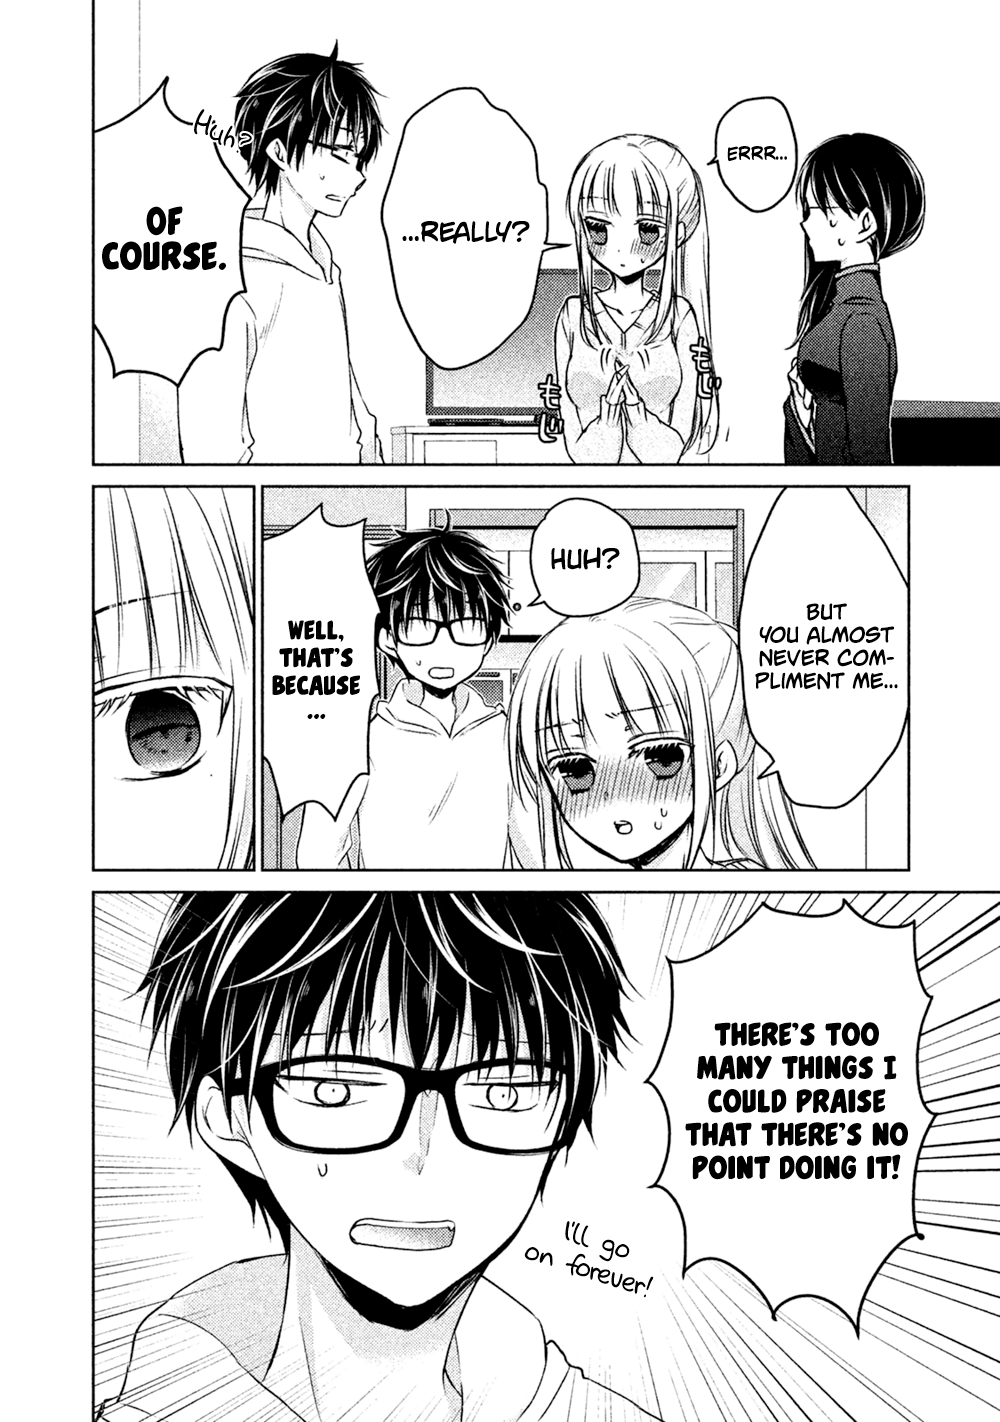 ERRR...
...REALLY?
もじ
もじ
Huh?
OF
COURSE.
BUT
YOU ALMOST
NEVER COM-
PLIMENT ME...
HUH?
WELL,
THAT'S
BECAUSE
...
THERE'S TOO
MANY THINGS I
COULD PRAISE
THAT THERE'S NO
POINT DOING IT!
I'll go
on forever!